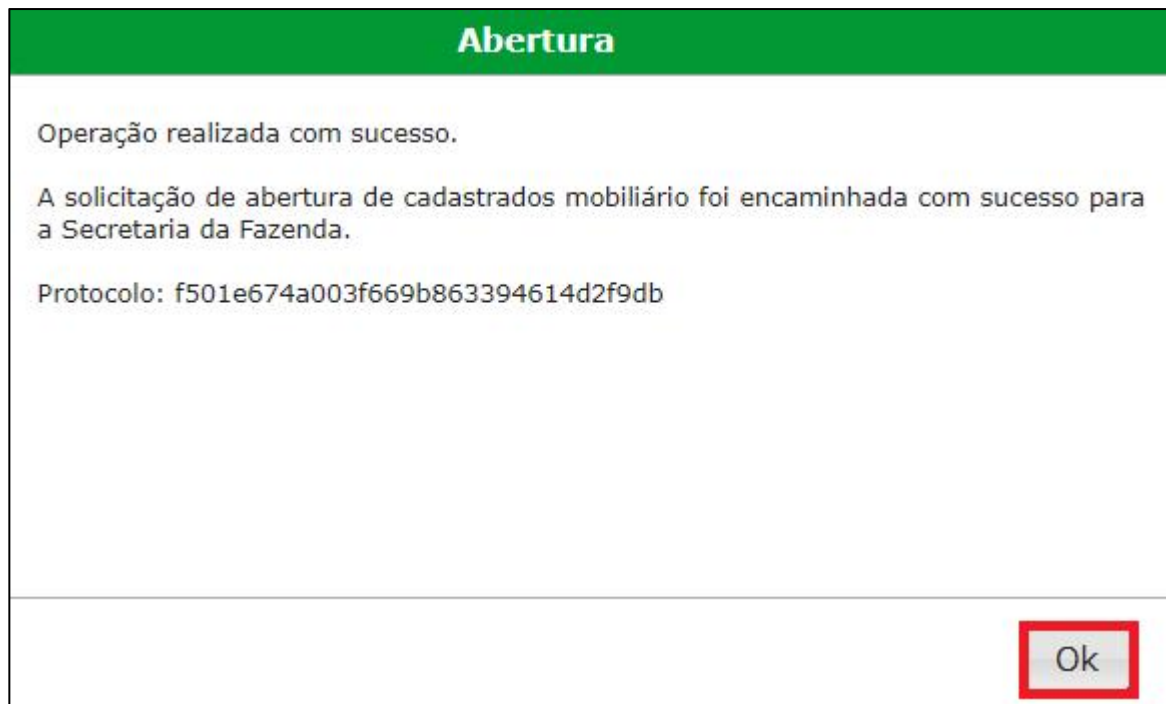 Abertura
Operação realizada com sucesso.
A solicitação de abertura de cadastrados mobiliário foi encaminhada com sucesso para
a Secretaria da Fazenda.
Protocolo: f501e674a003f669b863394614d2f9db
Ok